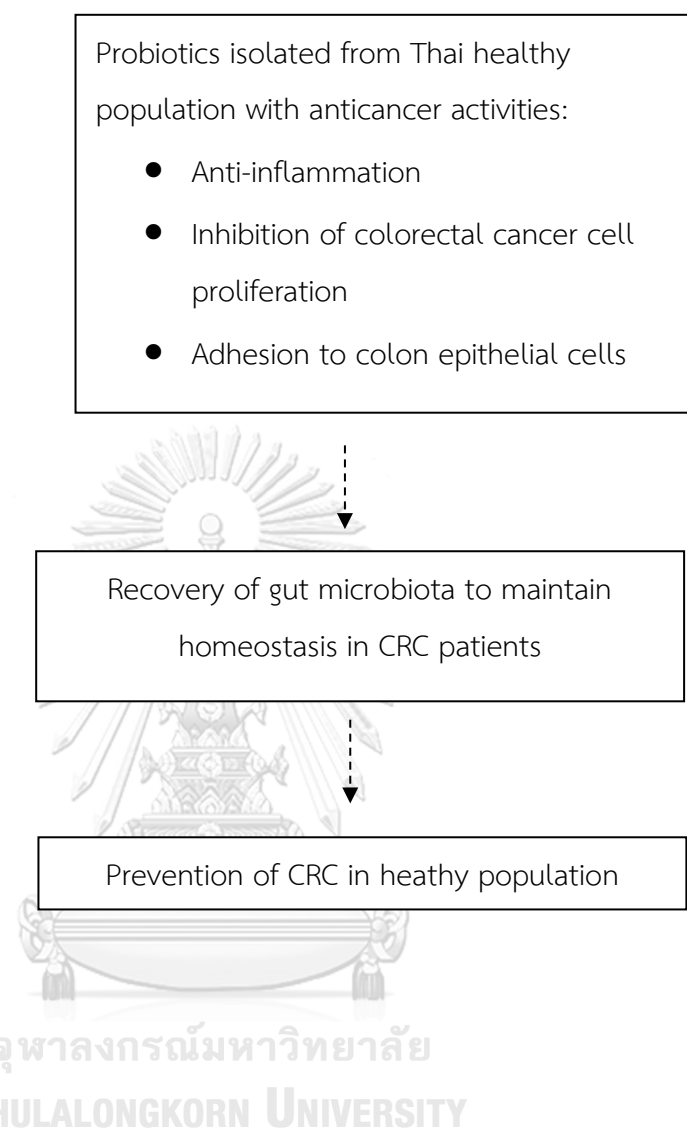 Probiotics isolated from Thai healthy
population with anticancer activities:
● Anti-inflammation
● Inhibition of colorectal cancer cell
proliferation
● Adhesion to colon epithelial cells
Recovery of gut microbiota to maintain
homeostasis in CRC patients
Prevention of CRC in heathy population
จุฬาลงกรณ์มหาวิทยาลัย
HULALONGKORN UNIVERSITY